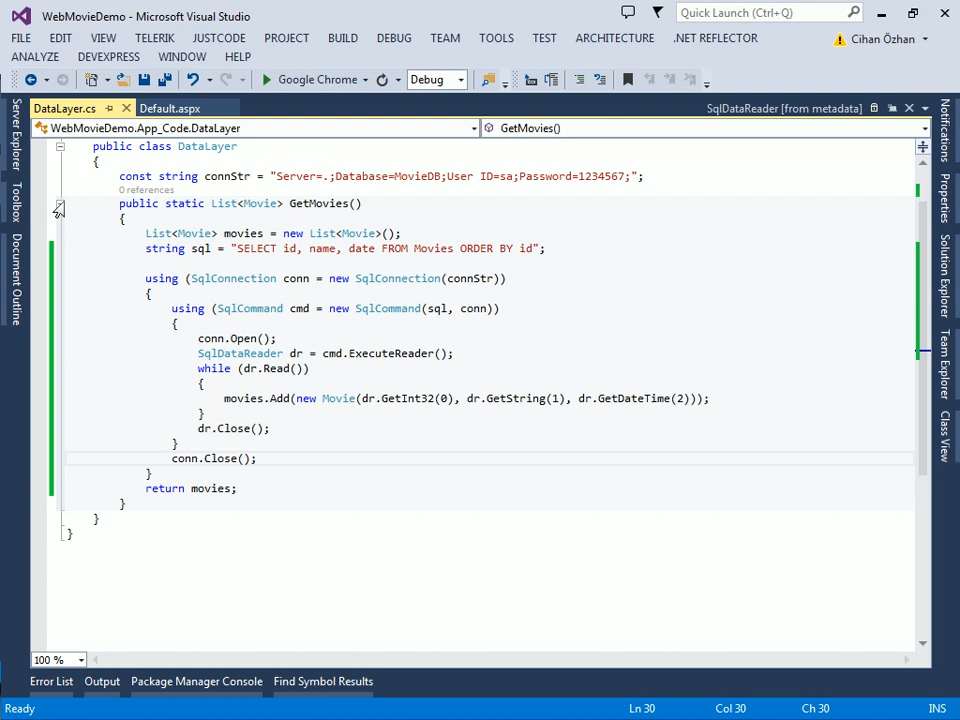 WebMovieDemo - Microsoft Visual Studio
Quick Launch (Ctrl+Q)
FILE EDIT VIEW TELERIK JUSTCODE PROJECT BUILD DEBUG TEAM TOOLS TEST ARCHITECTURE .NET REFLECTOR
Cihan Özhan
ANALYZE DEVEXPRESS WINDOW HELP
Google Chrome
Debug
DataLayer.cs
Default.aspx
SqlDataReader [from metadata]
WebMovieDemo.App_Code.DataLayer
GetMovies()
public class DataLayer
{
const string connStr = "Server=.;Database=MovieDB;User ID=sa;Password=1234567;";
0 references
public static List<Movie> GetMovies()
{
List<Movie> movies = new List<Movie>();
string sql = "SELECT id, name, date FROM Movies ORDER BY id";
using (SqlConnection conn = new SqlConnection(connStr))
{
using (SqlCommand cmd = new SqlCommand(sql, conn))
{
conn.Open();
SqlDataReader dr = cmd.ExecuteReader();
while (dr.Read())
{
movies.Add(new Movie(dr.GetInt32(0), dr.GetString(1), dr.GetDateTime(2)));
}
dr.Close();
}
conn.Close();
}
return movies;
}
}
}
Server Explorer
Toolbox
Document Outline
Notifications
Properties
Solution Explorer
Team Explorer
Class View
100 %
Error List Output Package Manager Console Find Symbol Results
Ready
Ln 30 Col 30 Ch 30 INS